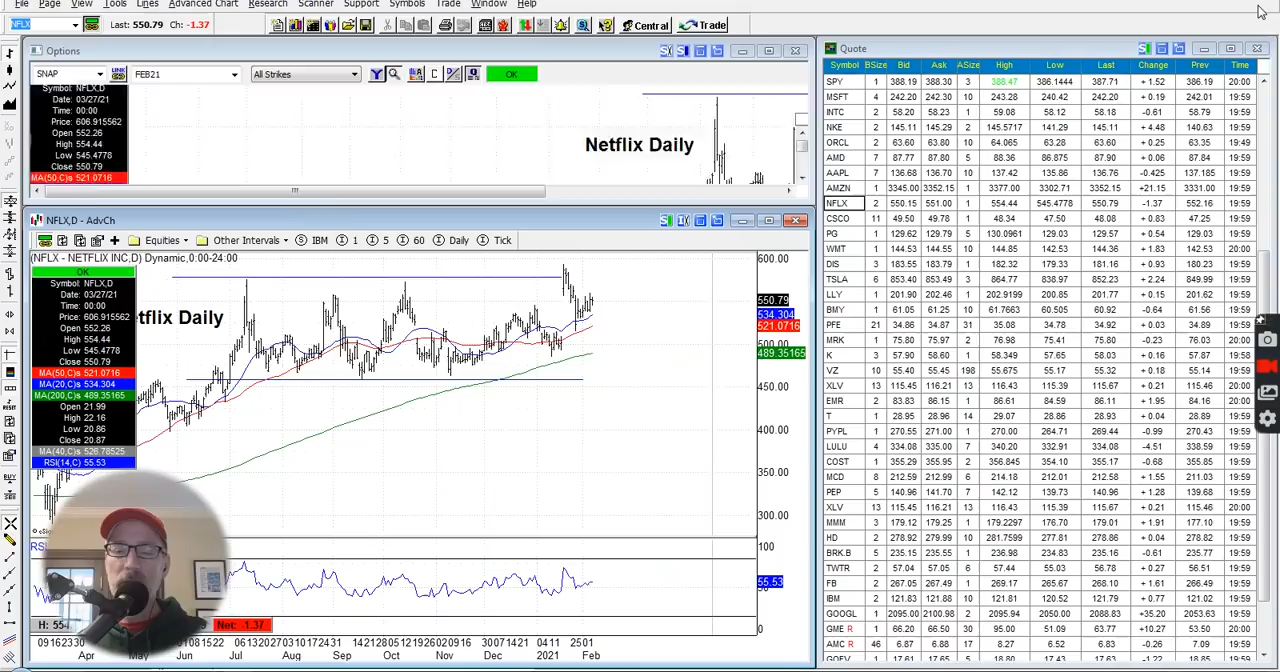 File Page View Tools Lines Advanced Chart Research Scanner Support Symbols Trade Window Help
NFLX Last: 550.79 Ch: -1.37 Central Trade
Options
SNAP FEB21 All Strikes C OK
Symbol: NFLX,D
Date: 03/27/21
Time: 00:00
Price: 606.915562
Open 552.26
High 554.44
Low 545.4778
Close 550.79
MA(50,C)s 521.0716
Netflix Daily
NFLX,D - AdvCh
Equities Other Intervals IBM 1 5 60 Daily Tick
(NFLX - NETFLIX INC,D) Dynamic,0:00-24:00
OK
Symbol: NFLX,D
Date: 03/27/21
Time: 00:00
Price: 606.915562
Open 552.26
High 554.44
Low 545.4778
Close 550.79
MA(50,C)s 521.0716
MA(20,C)s 534.304
MA(200,C)s 489.35165
Open 21.99
High 22.16
Low 20.86
Close 20.87
MA(40,C)s 526.78525
RSI(14,C) 55.53
tflix Daily
600.00
550.79
534.304
521.0716
500.00
489.35165
450.00
400.00
350.00
300.00
100
55.53
0
Net: -1.37
Apr May Jun Jul Aug Sep Oct Nov Dec 2021 Feb
Quote
Symbol BSize Bid Ask ASize High Low Last Change Prev Time
SPY 1 388.19 388.30 3 388.47 386.1444 387.71 + 1.52 386.19 20:00
MSFT 4 242.20 242.30 10 243.28 240.42 242.20 + 0.19 242.01 19:59
INTC 2 58.20 58.23 1 59.08 58.12 58.18 -0.61 58.79 19:59
NKE 2 145.11 145.29 2 145.5717 141.29 145.11 + 4.48 140.63 19:59
ORCL 2 63.60 63.80 10 64.065 63.28 63.60 + 0.25 63.35 19:49
AMD 7 87.77 87.80 5 88.36 86.875 87.90 + 0.06 87.84 19:59
AAPL 7 136.68 136.70 10 137.42 135.86 136.76 -0.425 137.185 19:59
AMZN 1 3345.00 3352.15 1 3377.00 3302.71 3352.15 +21.15 3331.00 19:59
NFLX 2 550.15 551.00 1 554.44 545.4778 550.79 -1.37 552.16 19:59
CSCO 11 49.50 49.78 1 48.34 47.50 48.08 + 0.83 47.25 19:59
PG 1 129.62 129.79 5 130.0961 129.13 129.57 + 0.54 129.03 19:59
WMT 1 144.53 144.55 10 144.85 142.54 144.36 + 1.83 142.53 20:00
DIS 3 183.55 183.79 1 182.32 179.73 181.16 + 0.93 180.23 19:59
TSLA 6 853.40 853.49 3 864.77 838.97 852.23 + 2.24 849.99 19:59
LLY 1 201.90 202.46 1 202.9199 200.85 201.77 + 0.15 201.62 19:59
BMY 1 61.05 61.25 10 61.7663 60.505 60.92 -0.64 61.56 19:59
PFE 21 34.86 34.87 31 35.08 34.78 34.92 + 0.03 34.89 19:59
MRK 1 75.80 75.97 2 76.98 75.41 75.80 -0.23 76.03 19:59
K 3 57.90 58.60 1 58.349 57.65 58.03 + 0.16 57.87 19:59
VZ 10 55.40 55.45 198 55.675 55.17 55.32 + 0.18 55.14 19:59
XLV 13 115.45 116.21 13 115.97 115.04 115.66 + 0.20 115.46 20:00
EMR 2 83.83 86.15 1 86.61 84.59 86.11 + 1.95 84.16 20:00
T 1 28.95 28.96 14 29.07 28.86 28.93 + 0.04 28.89 19:59
PYPL 1 270.55 271.00 1 270.00 264.71 269.44 -0.99 270.43 19:59
LULU 4 334.08 335.00 7 340.20 332.91 334.08 -4.51 338.59 19:59
COST 1 355.29 355.95 2 356.845 354.10 355.17 -0.68 355.85 19:59
MCD 8 212.59 212.96 6 214.18 212.01 212.58 + 1.55 211.03 19:59
PEP 5 140.96 141.70 7 142.12 139.73 140.96 + 1.28 139.68 19:59
XLV 13 115.45 116.21 13 115.97 115.04 115.66 + 0.20 115.46 20:00
MMM 3 179.12 179.25 1 179.2297 176.70 179.01 + 1.91 177.10 19:59
HD 2 278.92 279.99 10 281.7599 277.81 278.86 + 0.04 278.82 19:59
BRK.B 5 235.15 235.55 1 236.98 234.83 235.16 -0.61 235.77 19:59
TWTR 2 57.04 57.05 6 57.44 55.03 56.78 + 0.27 56.51 19:59
FB 2 267.05 267.49 1 269.17 265.67 268.10 + 1.61 266.49 19:59
IBM 2 121.88 121.88 10 123.81 120.52 121.79 + 0.77 121.02 19:59
GOOGL 1 2095.00 2100.98 2 2095.94 2050.00 2088.83 +35.20 2053.63 19:59
GME R 1 66.20 66.50 30 95.00 51.09 63.77 +10.27 53.50 20:00
AMC R 46 6.87 6.88 7 8.27 6.52 6.83 -0.26 7.09 19:59